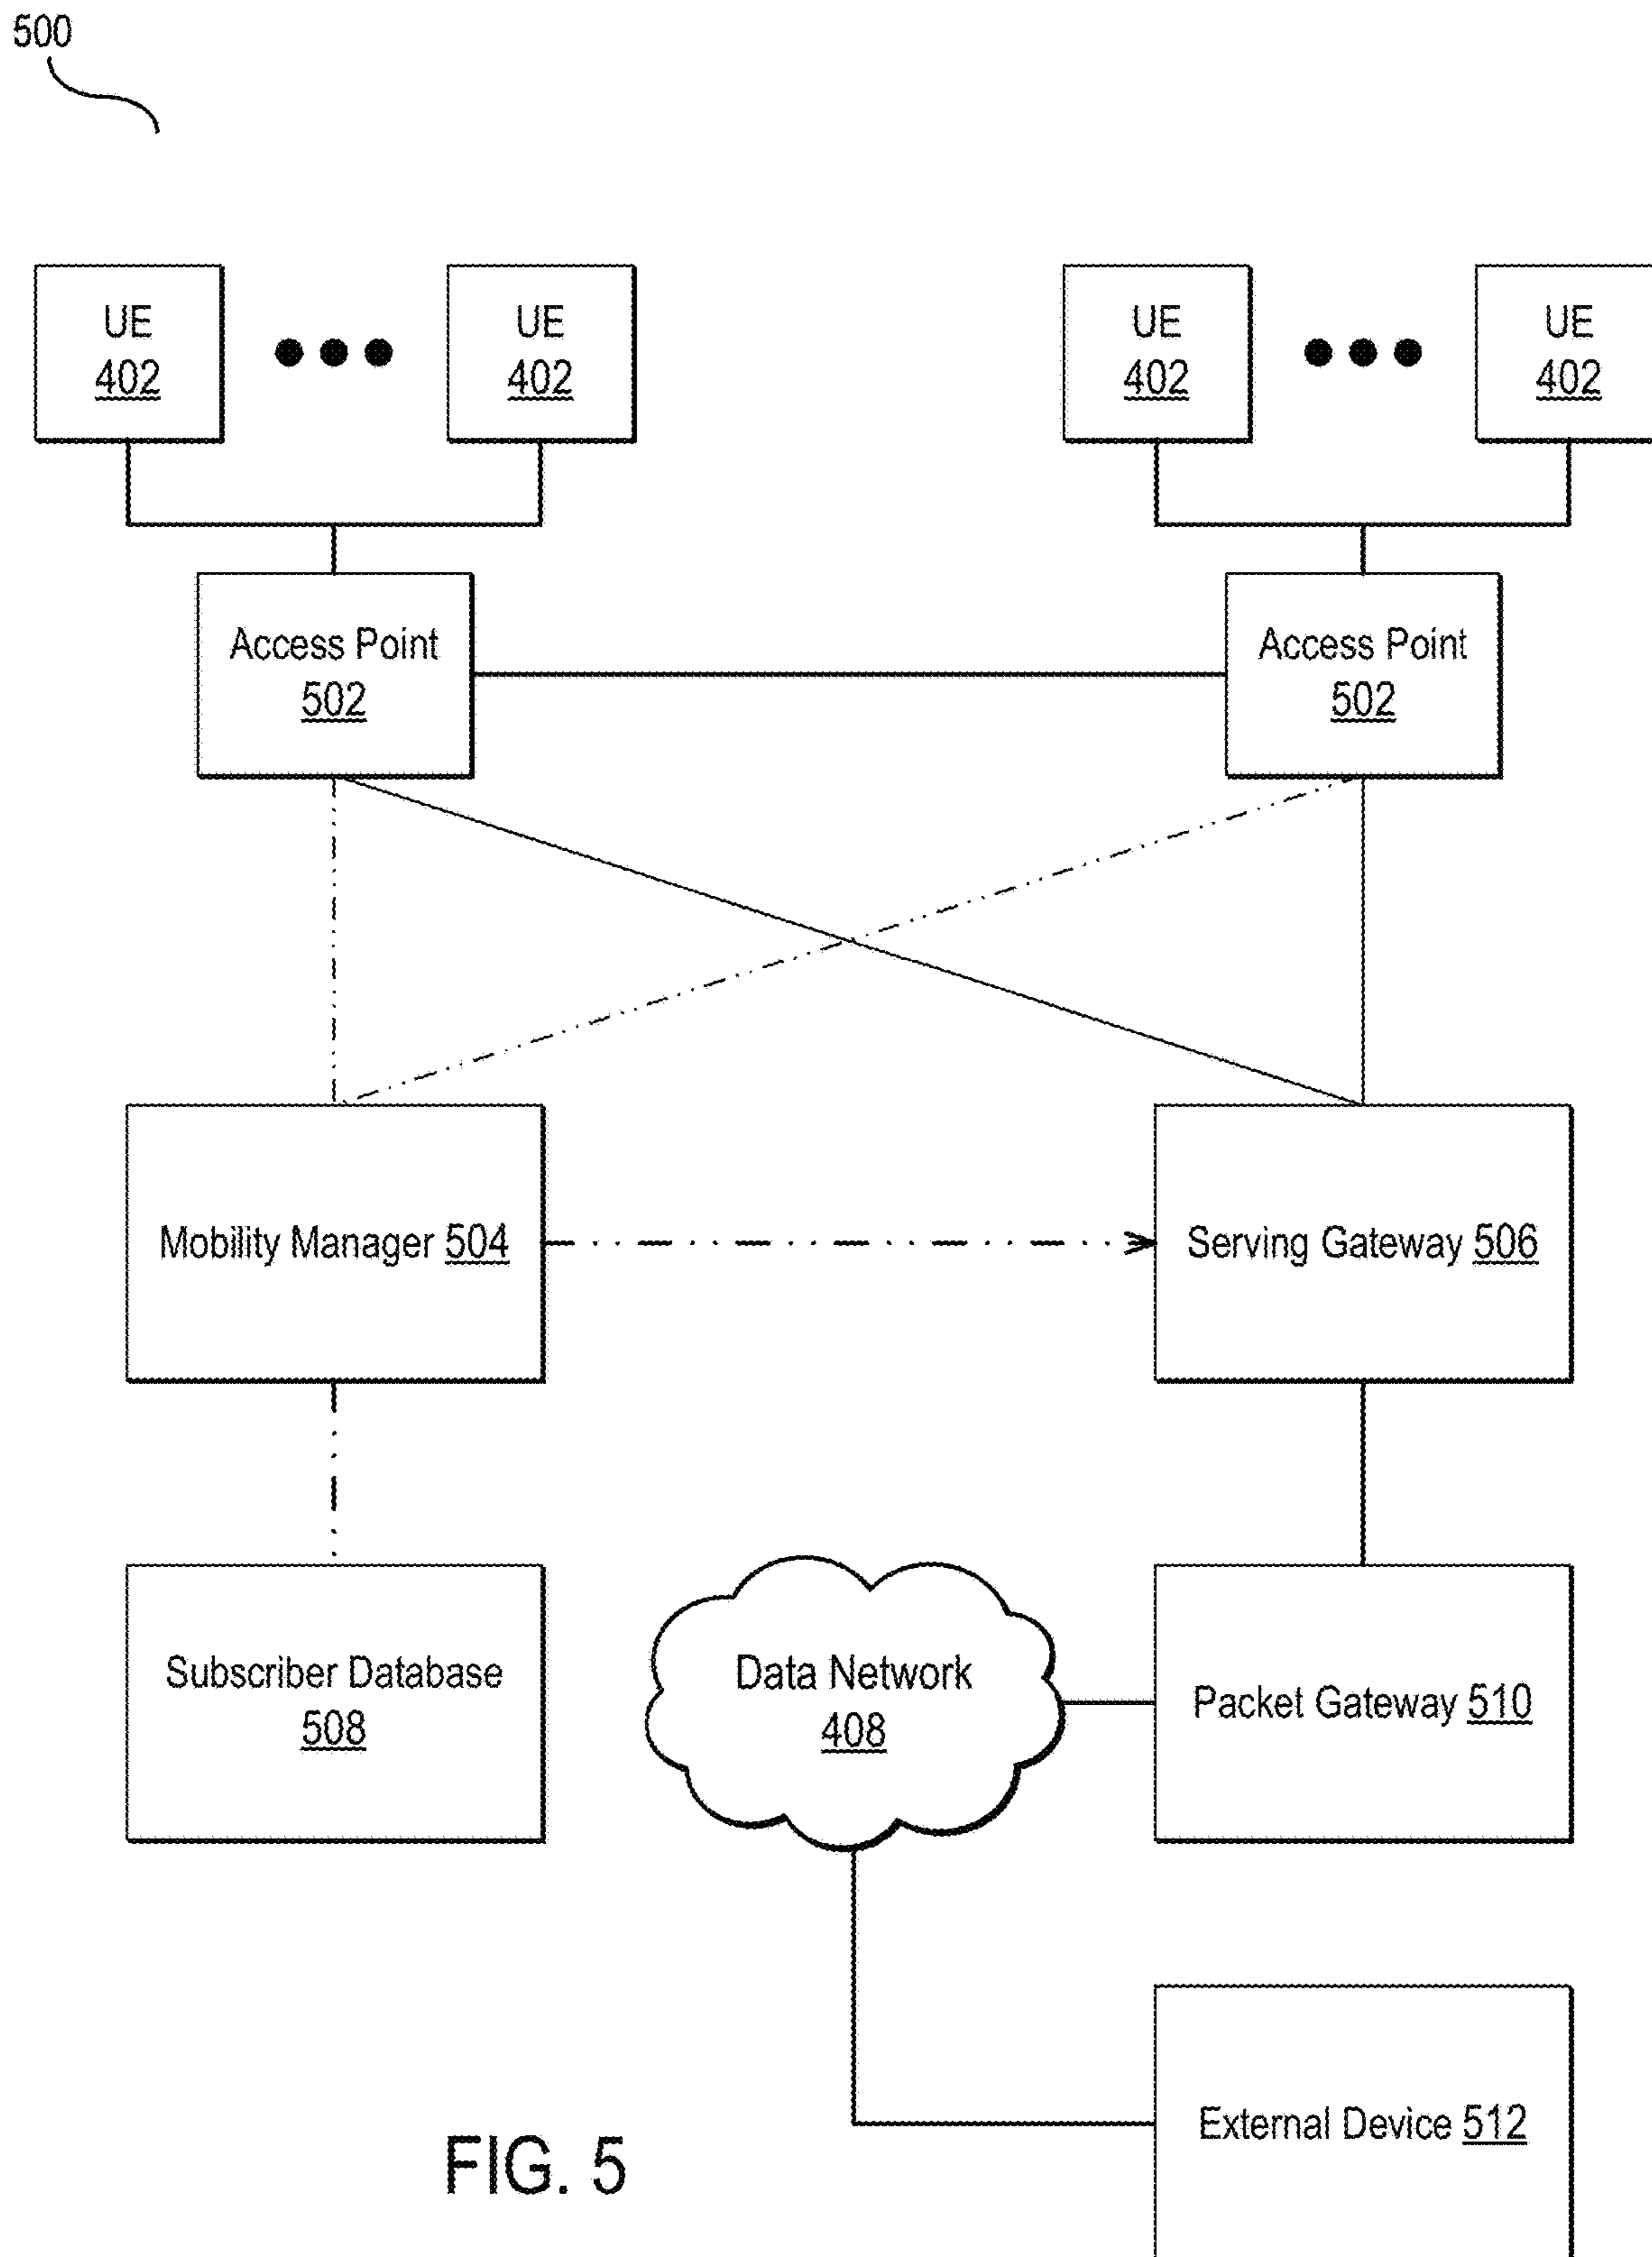 500
UE
402
UE
402
UE
402
UE
402
Access Point
502
Access Point
502
Mobility Manager 504
Serving Gateway 506
Subscriber Database
508
Data Network
408
Packet Gateway 510
External Device 512
FIG. 5